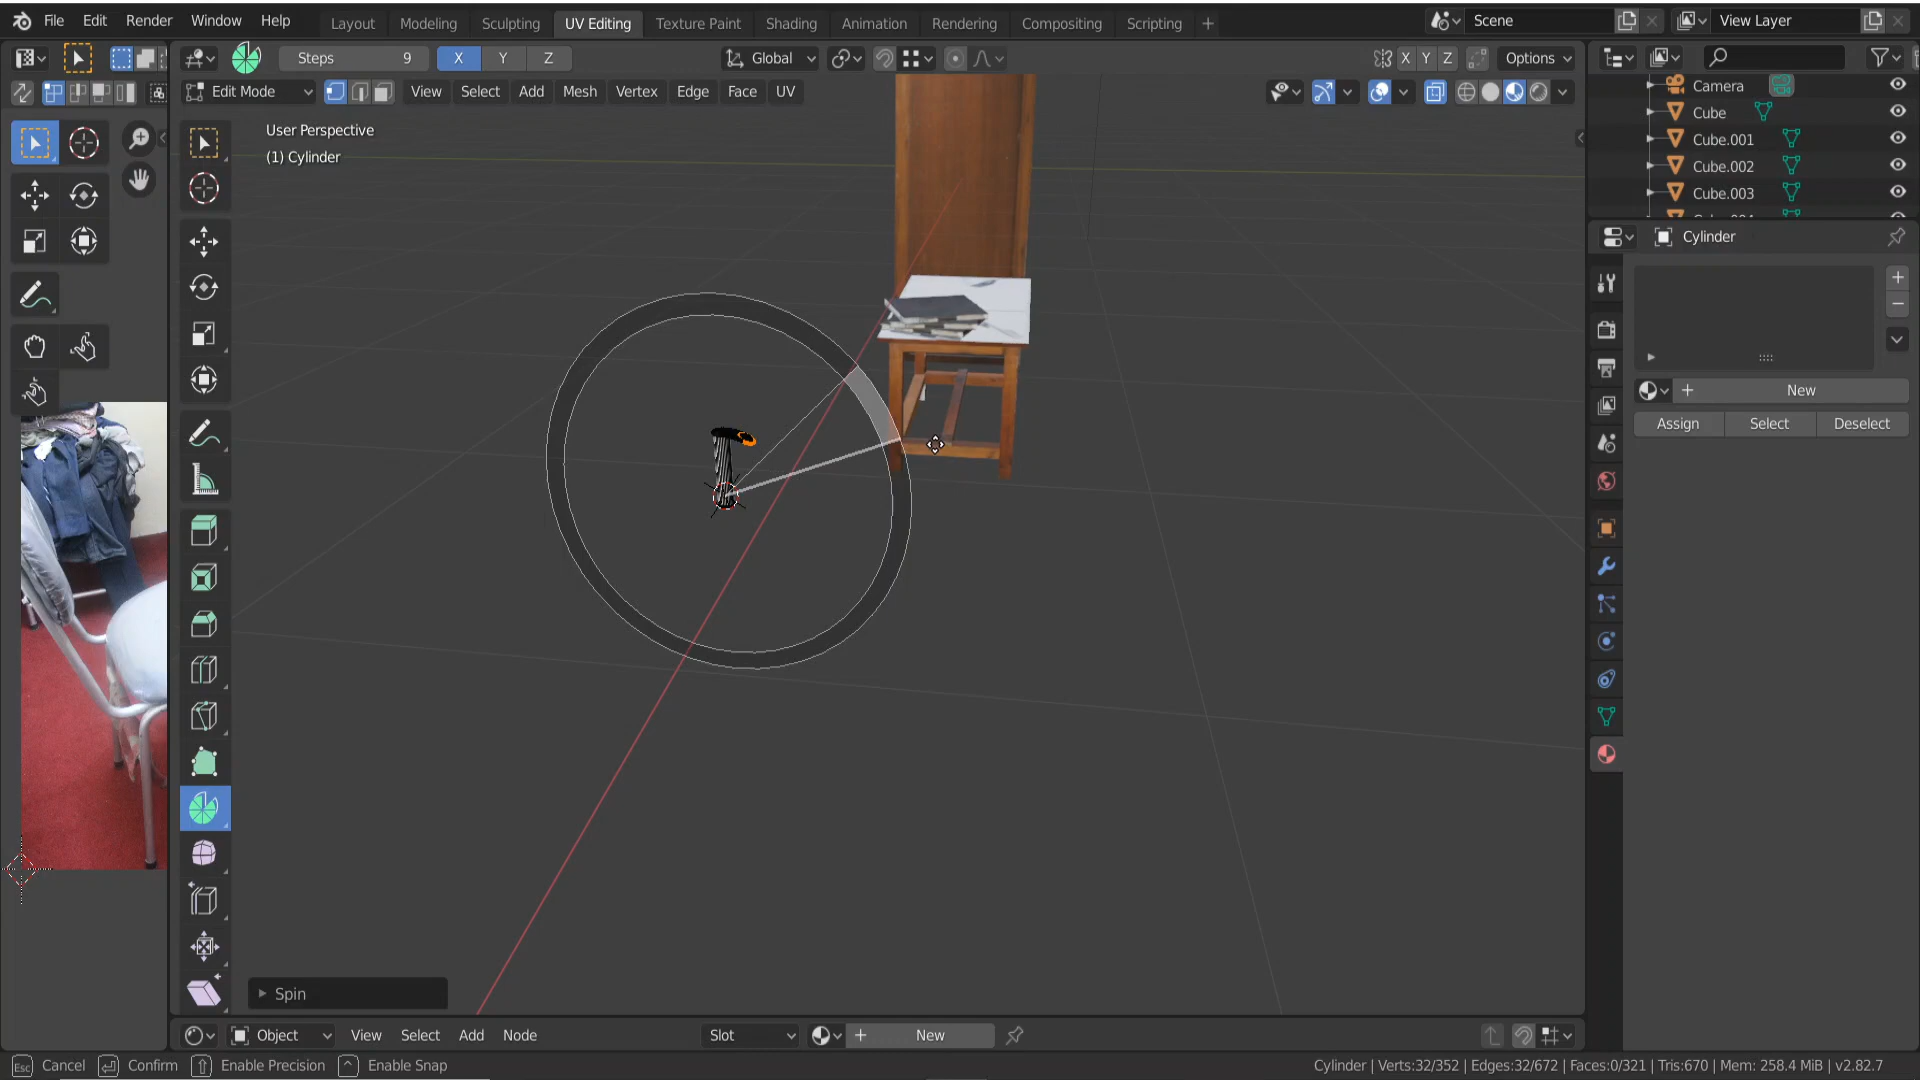 File Edit Render Window Help Layout Modeling Sculpting UV Editing Texture Paint Shading Animation Rendering Compositing Scripting + Scene View Layer
Steps 9 X Y Z Global X Y Z Options
Edit Mode View Select Add Mesh Vertex Edge Face UV
User Perspective
(1) Cylinder
Camera
Cube
Cube.001
Cube.002
Cube.003
Cylinder
New
Assign Select Deselect
Spin
Object View Select Add Node Slot New
Esc Cancel Confirm Enable Precision Enable Snap Cylinder | Verts:32/352 | Edges:32/672 | Faces:0/321 | Tris:670 | Mem: 258.4 MiB | v2.82.7